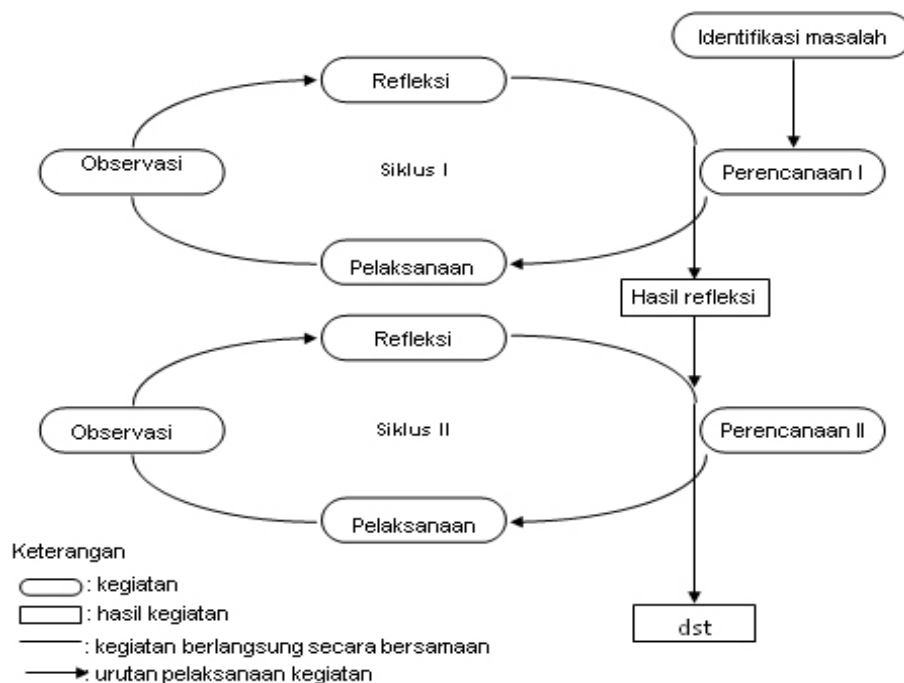 Identifikasi masalah
Refleksi
Observasi
Siklus I
Perencanaan I
Pelaksanaan
Hasil refleksi
Refleksi
Observasi
Siklus II
Perencanaan II
Pelaksanaan
Keterangan
: kegiatan
: hasil kegiatan
: kegiatan berlangsung secara bersamaan
: urutan pelaksanaan kegiatan
dst